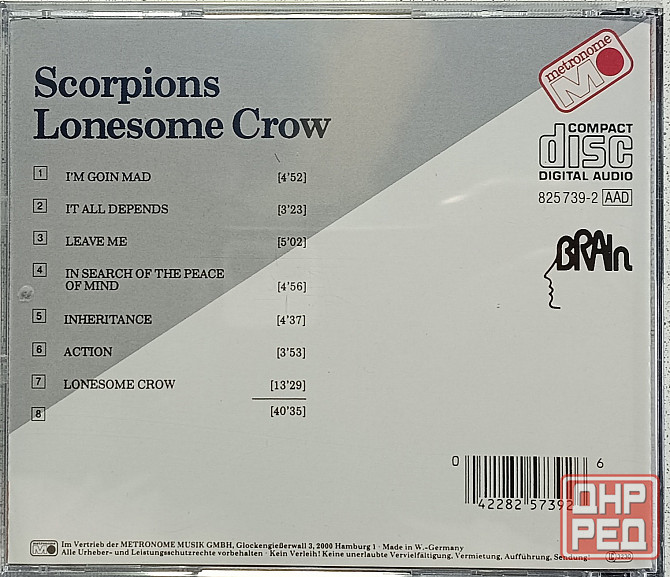 metronome
M
Scorpions
Lonesome Crow
COMPACT
disc
DIGITAL AUDIO
825 739-2 AAD
BRAIn
1 I'M GOIN MAD [4'52]
2 IT ALL DEPENDS [3'23]
3 LEAVE ME [5'02]
4 IN SEARCH OF THE PEACE
OF MIND [4'56]
5 INHERITANCE [4'37]
6 ACTION [3'53]
7 LONESOME CROW [13'29]
8 [40'35]
0 6
42282 57392
ДНР
РЕД
Im Vertrieb der METRONOME MUSIK GMBH, Glockengießerwall 3, 2000 Hamburg 1 · Made in W.-Germany
Alle Urheber- und Leistungsschutzrechte vorbehalten · Kein Verleih! Keine unerlaubte Vervielfältigung, Vermietung, Aufführung, Sendung!